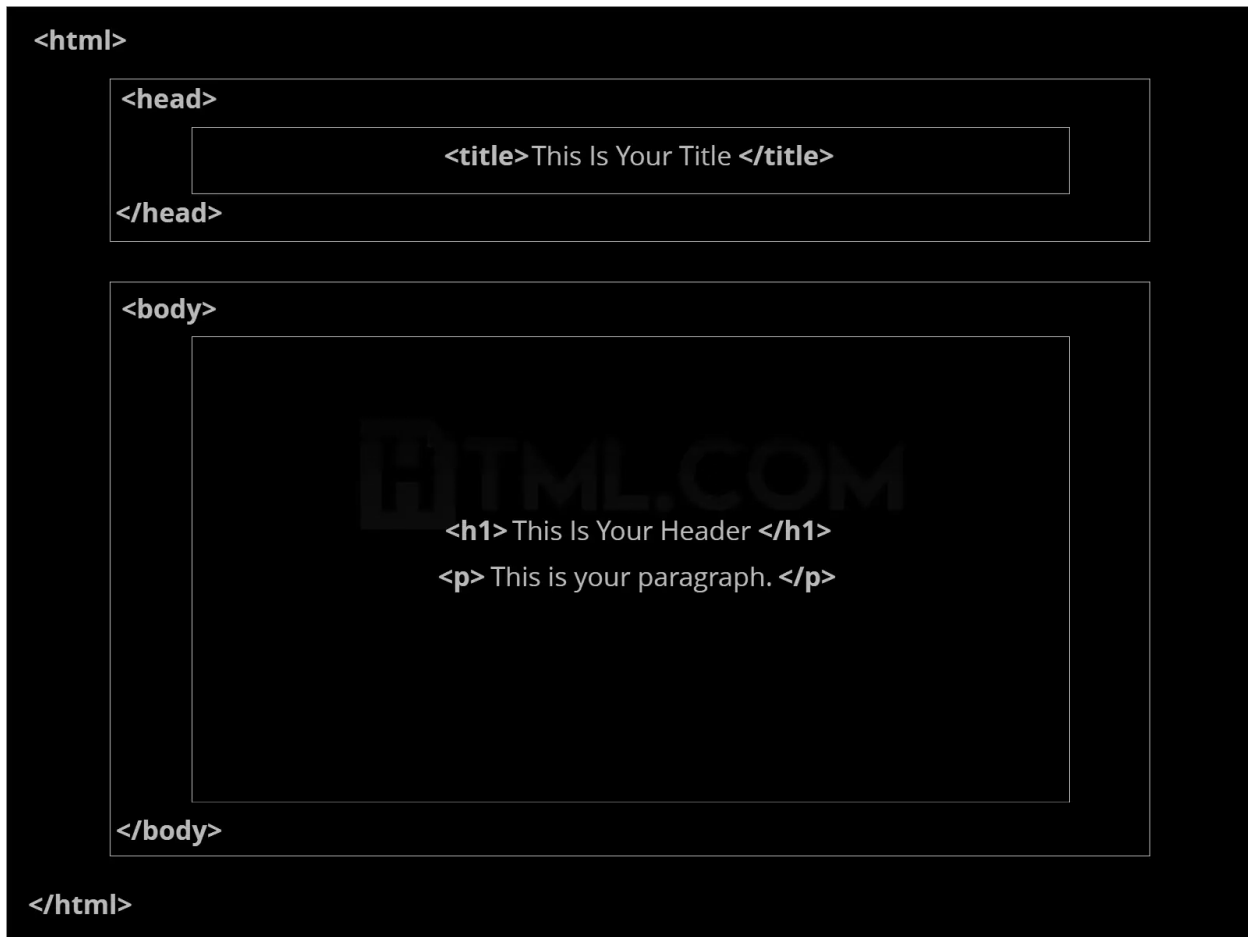 <html>
<head>
<title>This Is Your Title </title>
</head>
<body>
HTML.COM
<h1> This Is Your Header </h1>
<p> This is your paragraph. </p>
</body>
</html>